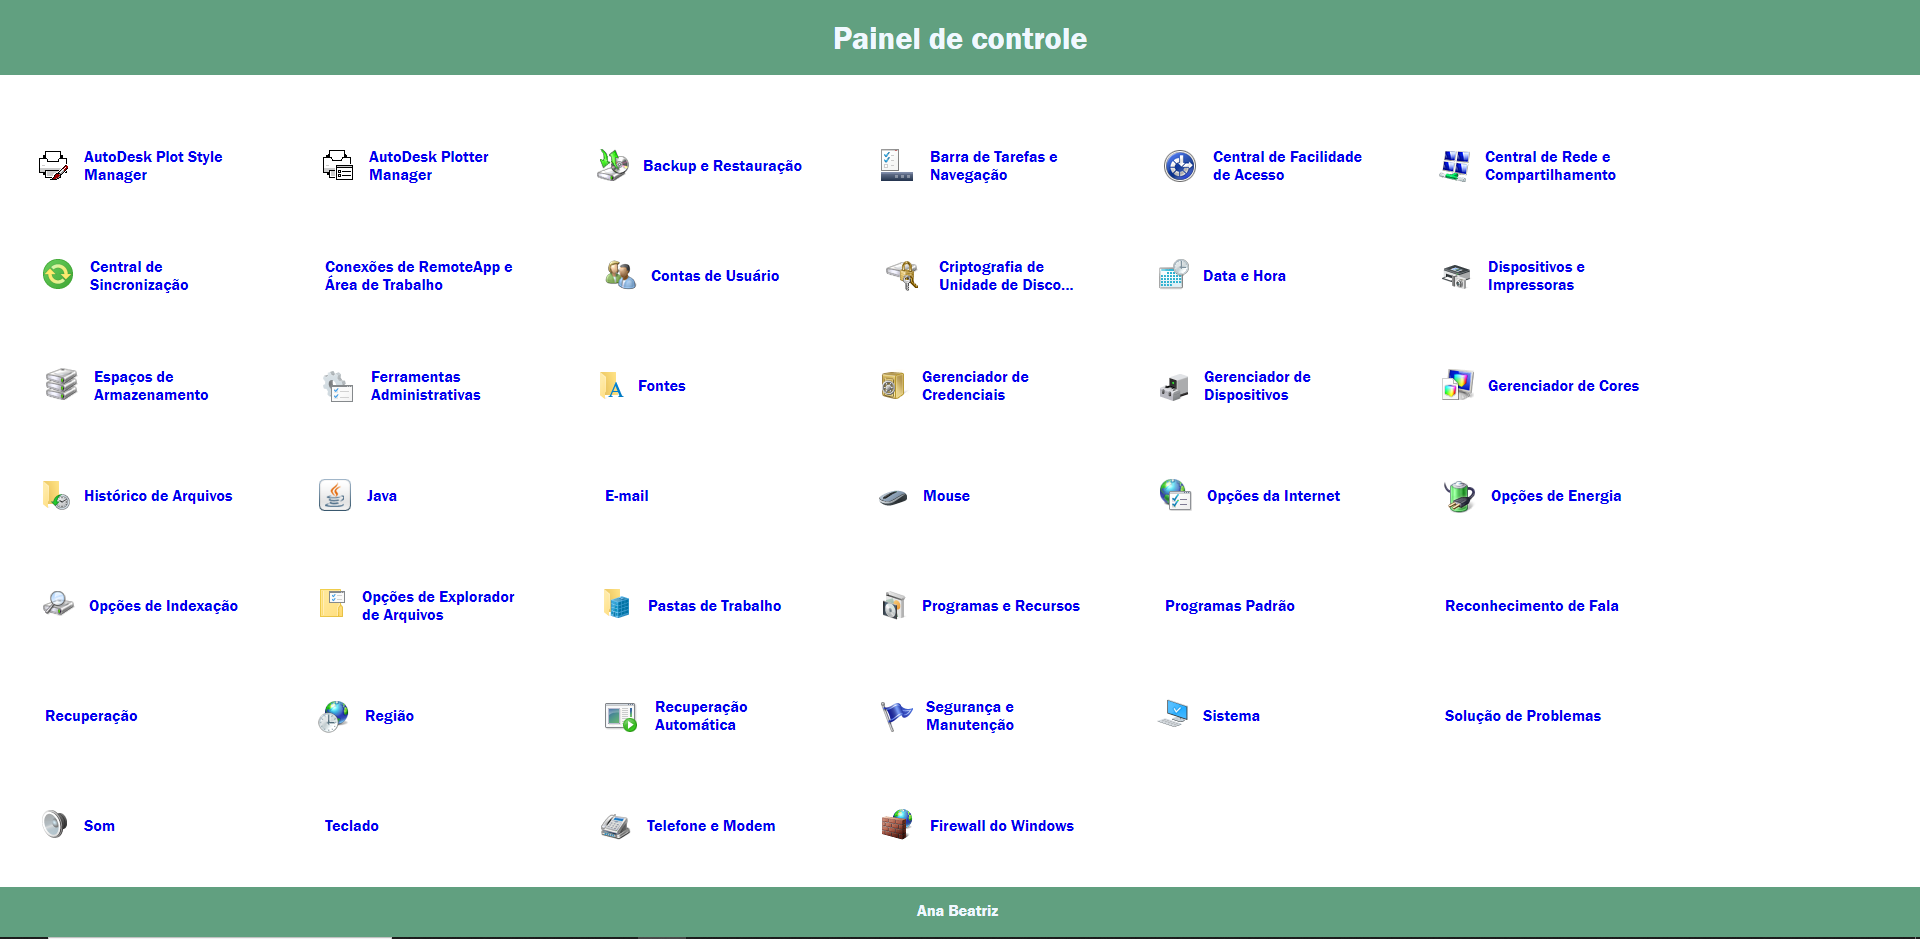 Painel de controle
AutoDesk Plot Style
Manager
AutoDesk Plotter
Manager
Backup e Restauração
Barra de Tarefas e
Navegação
Central de Facilidade
de Acesso
Central de Rede e
Compartilhamento
Central de
Sincronização
Conexões de RemoteApp e
Área de Trabalho
Contas de Usuário
Criptografia de
Unidade de Disco...
Data e Hora
Dispositivos e
Impressoras
Espaços de
Armazenamento
Ferramentas
Administrativas
Fontes
Gerenciador de
Credenciais
Gerenciador de
Dispositivos
Gerenciador de Cores
Histórico de Arquivos
Java
E-mail
Mouse
Opções da Internet
Opções de Energia
Opções de Indexação
Opções de Explorador
de Arquivos
Pastas de Trabalho
Programas e Recursos
Programas Padrão
Reconhecimento de Fala
Recuperação
Região
Recuperação
Automática
Segurança e
Manutenção
Sistema
Solução de Problemas
Som
Teclado
Telefone e Modem
Firewall do Windows
Ana Beatriz